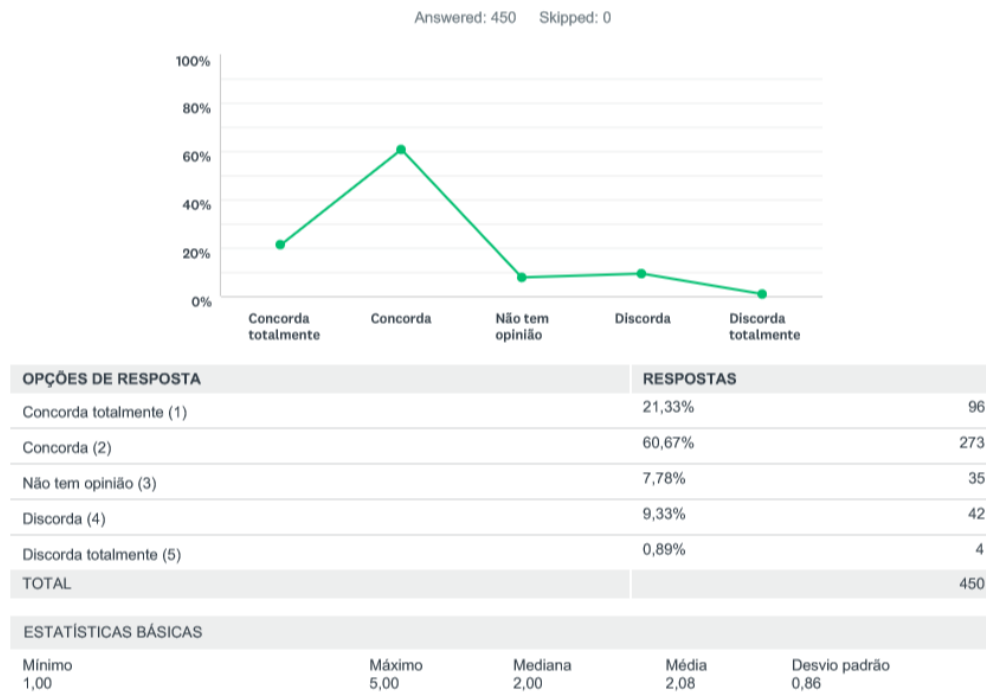 Answered: 450 Skipped: 0
100%
80%
60%
40%
20%
0%
Concorda totalmente
Concorda
Não tem opinião
Discorda
Discorda totalmente
OPÇÕES DE RESPOSTA RESPOSTAS
Concorda totalmente (1) 21,33% 96
Concorda (2) 60,67% 273
Não tem opinião (3) 7,78% 35
Discorda (4) 9,33% 42
Discorda totalmente (5) 0,89% 4
TOTAL 450
ESTATÍSTICAS BÁSICAS
Mínimo Máximo Mediana Média Desvio padrão
1,00 5,00 2,00 2,08 0,86